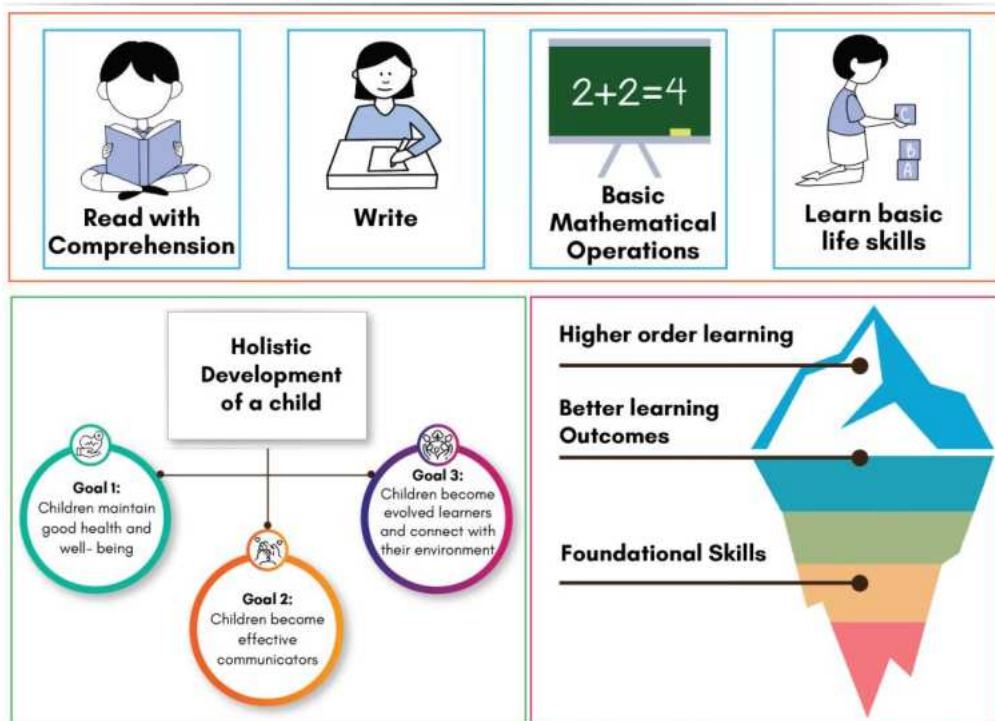 Read with
Comprehension
Write
2+2=4
Basic
Mathematical
Operations
C
B
A
Learn basic
life skills
Holistic
Development
of a child
Goal 1:
Children maintain
good health and
well- being
Goal 2:
Children become
effective
communicators
Goal 3:
Children become
evolved learners
and connect with
their environment
Higher order learning
Better learning
Outcomes
Foundational Skills